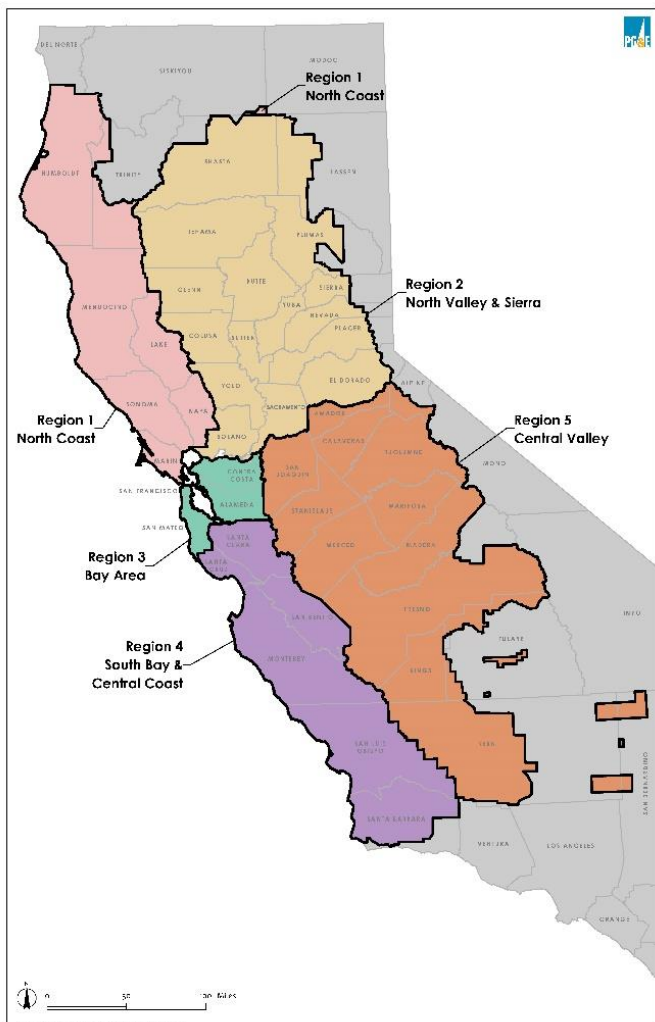 PG&E
DEL NORTE
SISKIYOU
MODOC
Region 1
North Coast
SHASTA
HUMBOLDT
TRINITY
LASSEN
TEHAMA
PLUMAS
BUTTE
GLENN
SIERRA
Region 2
North Valley & Sierra
YUBA
NEVADA
MENDOCINO
PLACER
COLUSA
SUTTER
LAKE
EL DORADO
YOLO
ALPINE
SONOMA
NAPA
SACRAMENTO
AMADOR
Region 1
North Coast
SOLANO
Region 5
Central Valley
CALAVERAS
TUOLUMNE
MARIN
CONTRA
COSTA
SAN
JOAQUIN
MONO
SAN FRANCISCO
ALAMEDA
STANISLAUS
MARIPOSA
SAN MATEO
SANTA
CLARA
MERCED
MADERA
Region 3
Bay Area
SANTA
CRUZ
FRESNO
INYO
SAN BENITO
TULARE
Region 4
South Bay &
Central Coast
MONTEREY
KINGS
SAN LUIS
OBISPO
KERN
SAN BERNARDINO
SANTA BARBARA
VENTURA
LOS ANGELES
ORANGE
N
0 50 100 Miles